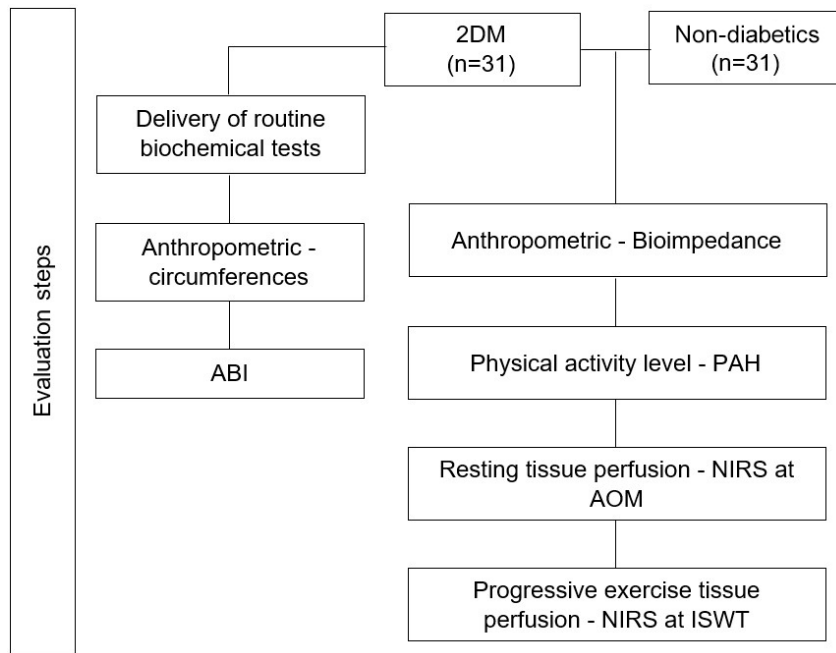 Evaluation steps
2DM
(n=31)
Non-diabetics
(n=31)
Delivery of routine
biochemical tests
Anthropometric -
circumferences
ABI
Anthropometric - Bioimpedance
Physical activity level - PAH
Resting tissue perfusion - NIRS at
AOM
Progressive exercise tissue
perfusion - NIRS at ISWT